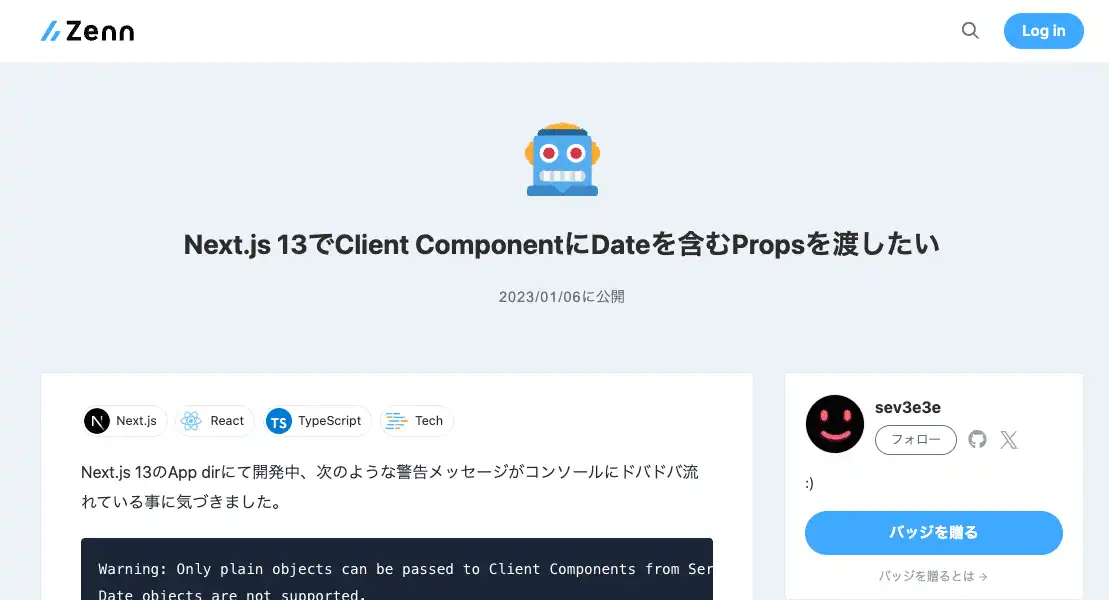 Zenn
Log in
Next.js 13でClient ComponentにDateを含むPropsを渡したい
2023/01/06に公開
Next.js
React
TS TypeScript
Tech
Next.js 13のApp dirにて開発中、次のような警告メッセージがコンソールにドバドバ流
れている事に気づきました。
Warning: Only plain objects can be passed to Client Components from Ser
Date objects are not supported.
sev3e3e
フォロー
:)
バッジを贈る
バッジを贈るとは →